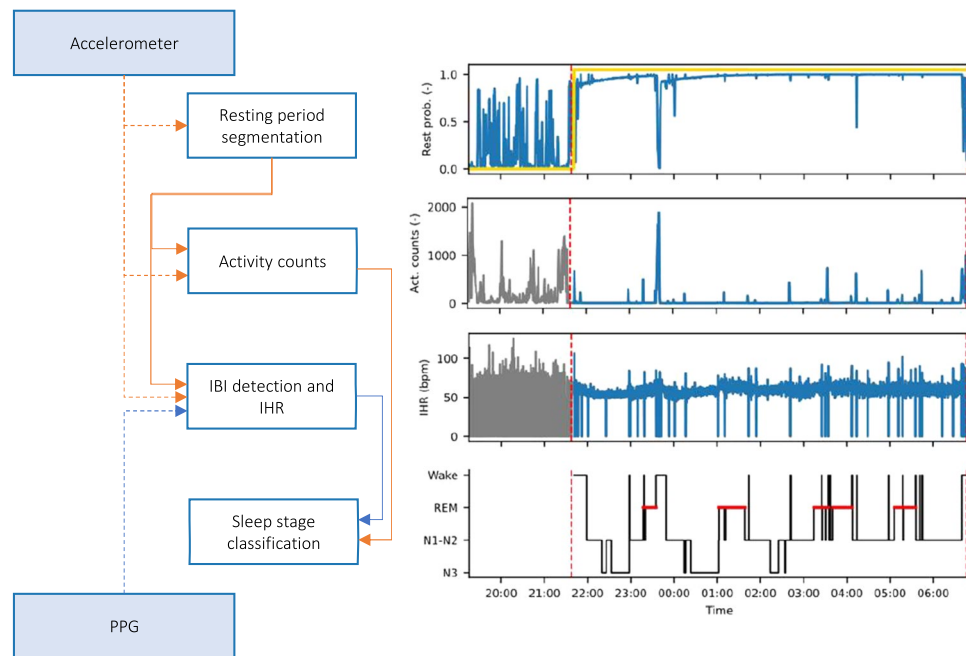 Accelerometer
Resting period
segmentation
Activity counts
IBI detection and
IHR
Sleep stage
classification
PPG
Rest prob. (-)
1.0
0.5
0.0
Act. counts (-)
2000
1000
0
IHR (bpm)
100
50
0
Wake
REM
N1-N2
N3
20:00 21:00 22:00 23:00 00:00 01:00 02:00 03:00 04:00 05:00 06:00
Time